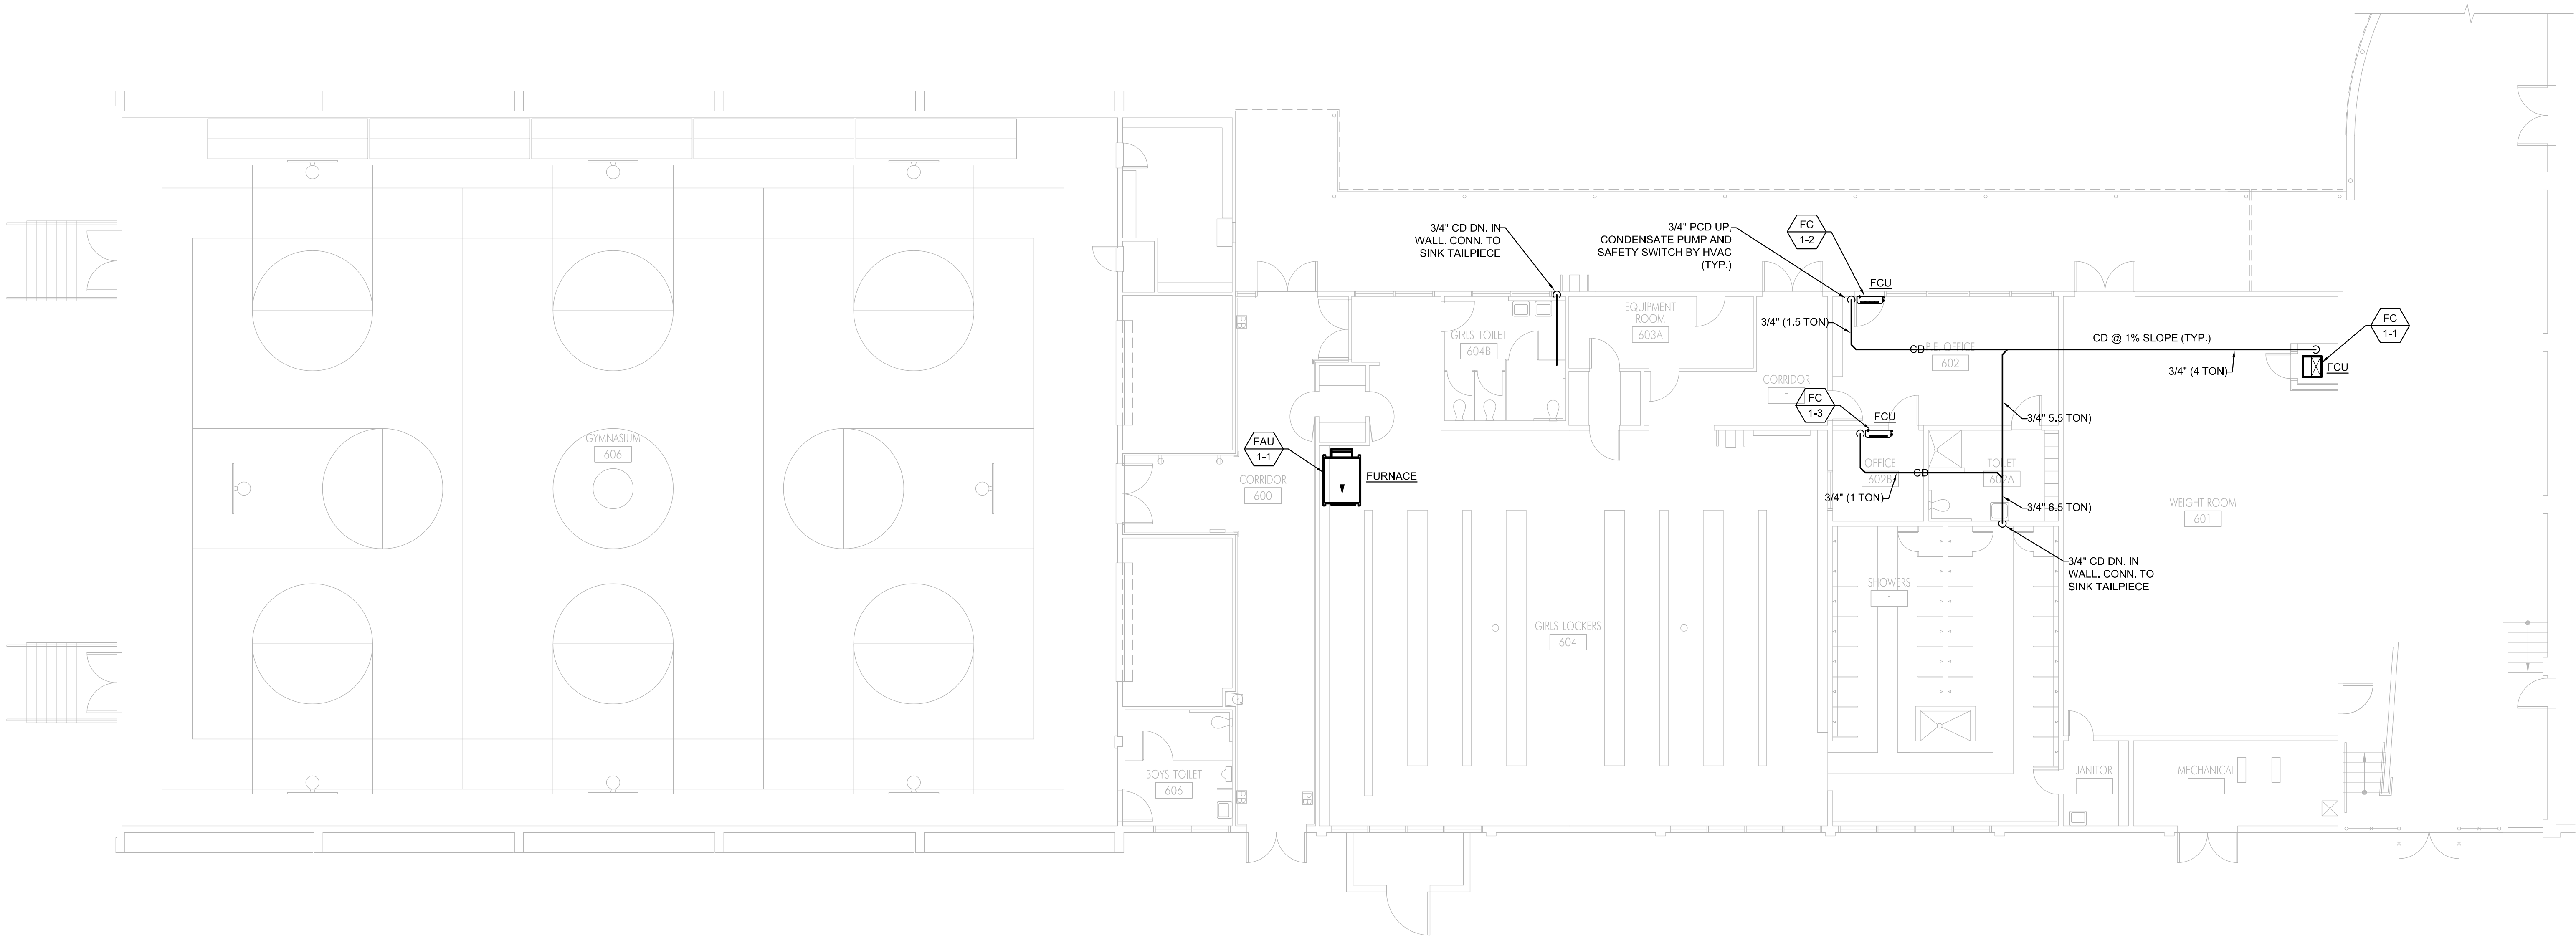 3/4" CD DN. IN
WALL. CONN. TO
SINK TAILPIECE
3/4" PCD UP,
CONDENSATE PUMP AND
SAFETY SWITCH BY HVAC
(TYP.)
FC
1-2
FCU
EQUIPMENT
ROOM
603A
GIRLS' TOILET
604B
3/4" (1.5 TON)
CD
P.E. OFFICE
602
CD @ 1% SLOPE (TYP.)
3/4" (4 TON)
FC
1-1
FCU
CORRIDOR
FC
1-3
FCU
3/4" 5.5 TON)
GYMNASIUM
606
FAU
1-1
FURNACE
CORRIDOR
600
OFFICE
602B
CD
TOILET
602A
3/4" (1 TON)
3/4" 6.5 TON)
WEIGHT ROOM
601
3/4" CD DN. IN
WALL. CONN. TO
SINK TAILPIECE
SHOWERS
GIRLS' LOCKERS
604
BOYS' TOILET
606
JANITOR
MECHANICAL